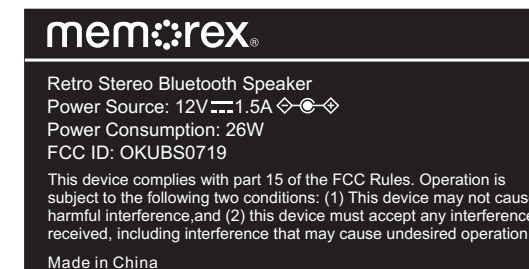 memorex®
Retro Stereo Bluetooth Speaker
Power Source: 12V⎓1.5A
Power Consumption: 26W
FCC ID: OKUBS0719
This device complies with part 15 of the FCC Rules. Operation is
subject to the following two conditions: (1) This device may not cause
harmful interference,and (2) this device must accept any interference
received, including interference that may cause undesired operation
Made in China